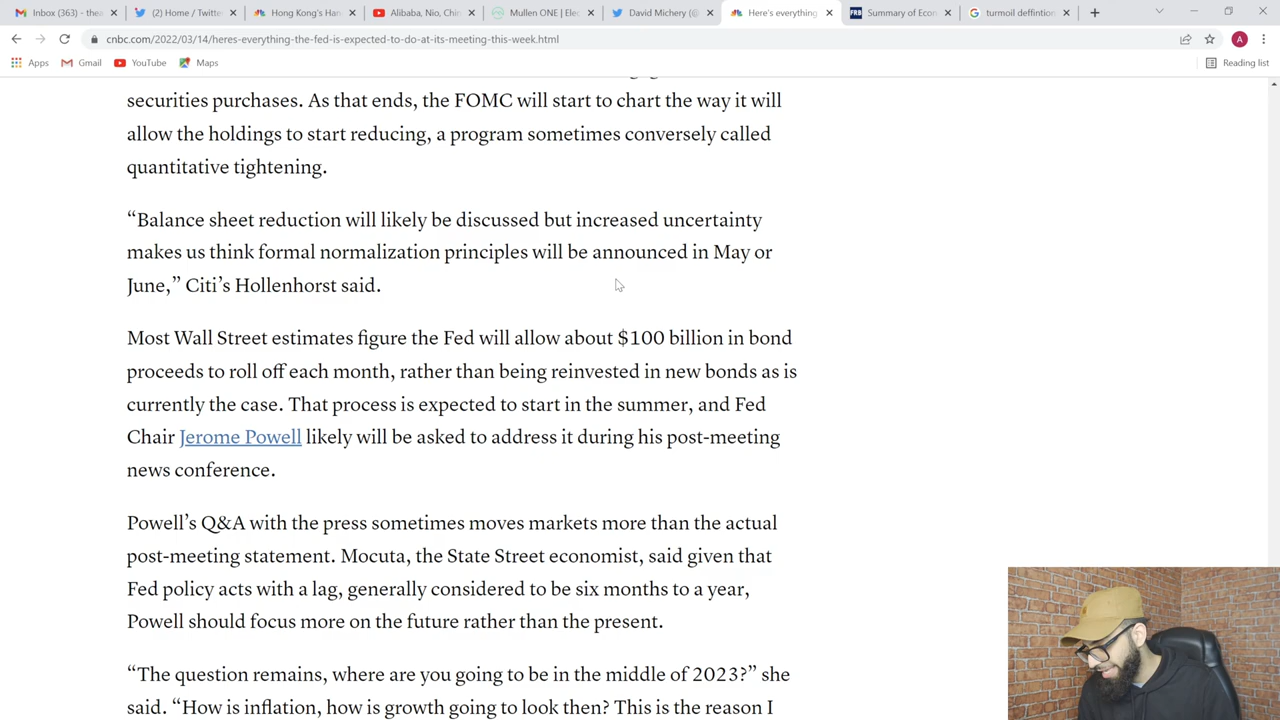 Inbox (363) - thea
(2) Home / Twitte
Hong Kong's Han
Alibaba, Nio, Chin
Mullen ONE | Elec
David Michery (@
Here's everything
FRB
Summary of Econ
turmoil deffintion
cnbc.com/2022/03/14/heres-everything-the-fed-is-expected-to-do-at-its-meeting-this-week.html
A
Apps
Gmail
YouTube
Maps
Reading list
securities purchases. As that ends, the FOMC will start to chart the way it will
allow the holdings to start reducing, a program sometimes conversely called
quantitative tightening.
“Balance sheet reduction will likely be discussed but increased uncertainty
makes us think formal normalization principles will be announced in May or
June,” Citi’s Hollenhorst said.
Most Wall Street estimates figure the Fed will allow about $100 billion in bond
proceeds to roll off each month, rather than being reinvested in new bonds as is
currently the case. That process is expected to start in the summer, and Fed
Chair Jerome Powell likely will be asked to address it during his post-meeting
news conference.
Powell’s Q&A with the press sometimes moves markets more than the actual
post-meeting statement. Mocuta, the State Street economist, said given that
Fed policy acts with a lag, generally considered to be six months to a year,
Powell should focus more on the future rather than the present.
“The question remains, where are you going to be in the middle of 2023?” she
said. “How is inflation, how is growth going to look then? This is the reason I